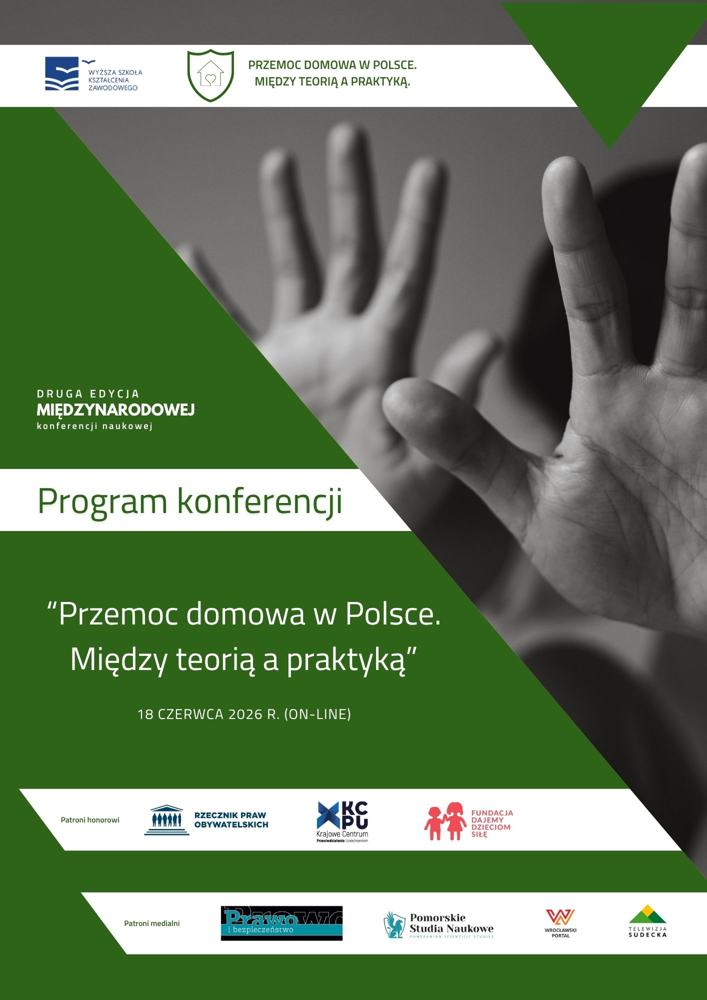 WYŻSZA SZKOŁA
KSZTAŁCENIA
ZAWODOWEGO
PRZEMOC DOMOWA W POLSCE.
MIĘDZY TEORIĄ A PRAKTYKĄ.
DRUGA EDYCJA
MIĘDZYNARODOWEJ
konferencji naukowej
Program konferencji
“Przemoc domowa w Polsce.
Między teorią a praktyką”
18 CZERWCA 2026 R. (ON-LINE)
Patroni honorowi
RZECZNIK PRAW
OBYWATELSKICH
KC
PU
Krajowe Centrum
Przeciwdziałania Uzależnieniom
FUNDACJA
DAJEMY
DZIECIOM
SIŁĘ
Patroni medialni
Prawo
i bezpieczeństwo
Pomorskie
Studia Naukowe
POMERANIAN SCIENTIFIC STUDIES
WROCŁAWSKI
PORTAL
TELEWIZJA
SUDECKA